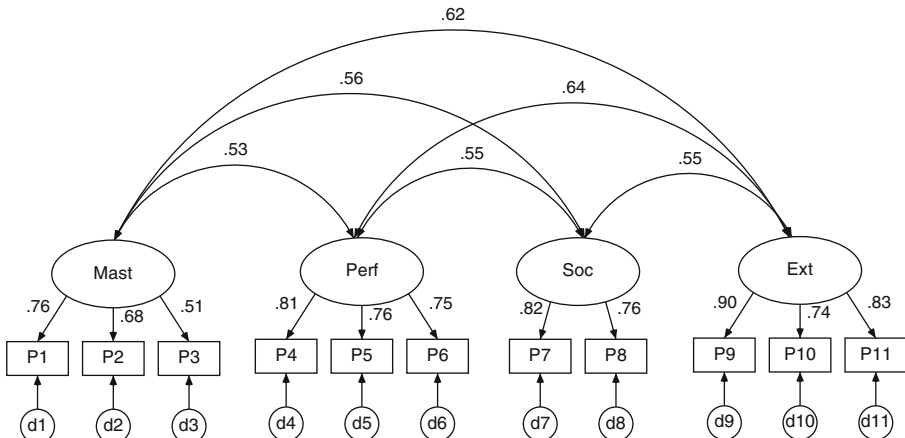 .62
.56
.64
.53
.55
.55
Mast
Perf
Soc
Ext
.76
.68
.51
.81
.76
.75
.82
.76
.90
.74
.83
P1
P2
P3
P4
P5
P6
P7
P8
P9
P10
P11
d1
d2
d3
d4
d5
d6
d7
d8
d9
d10
d11